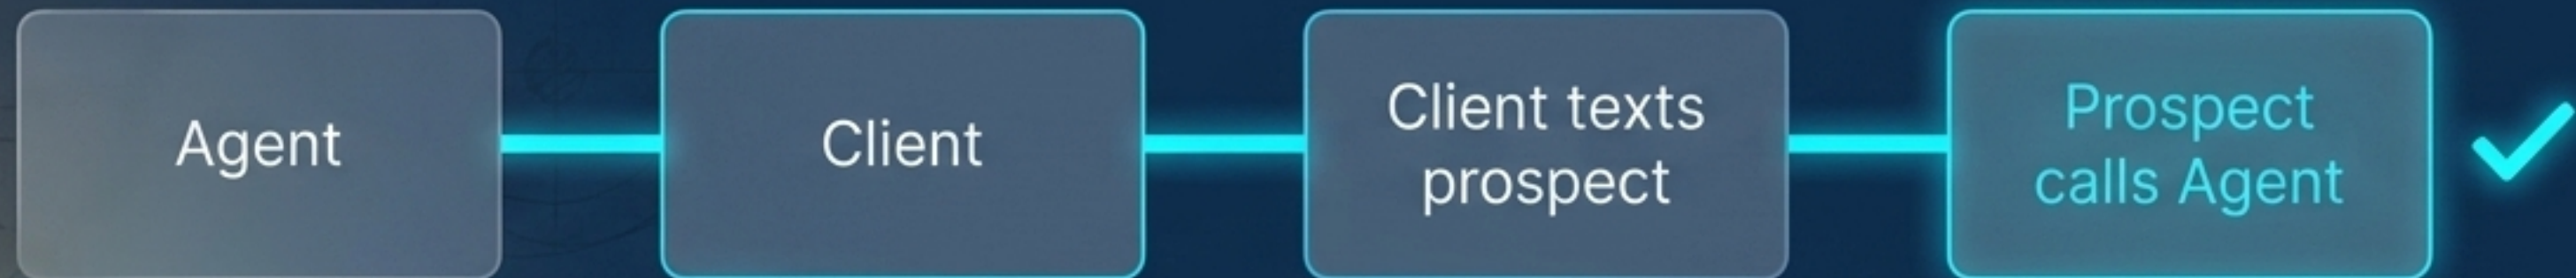 Agent
Client
Client texts
prospect
Prospect
calls Agent